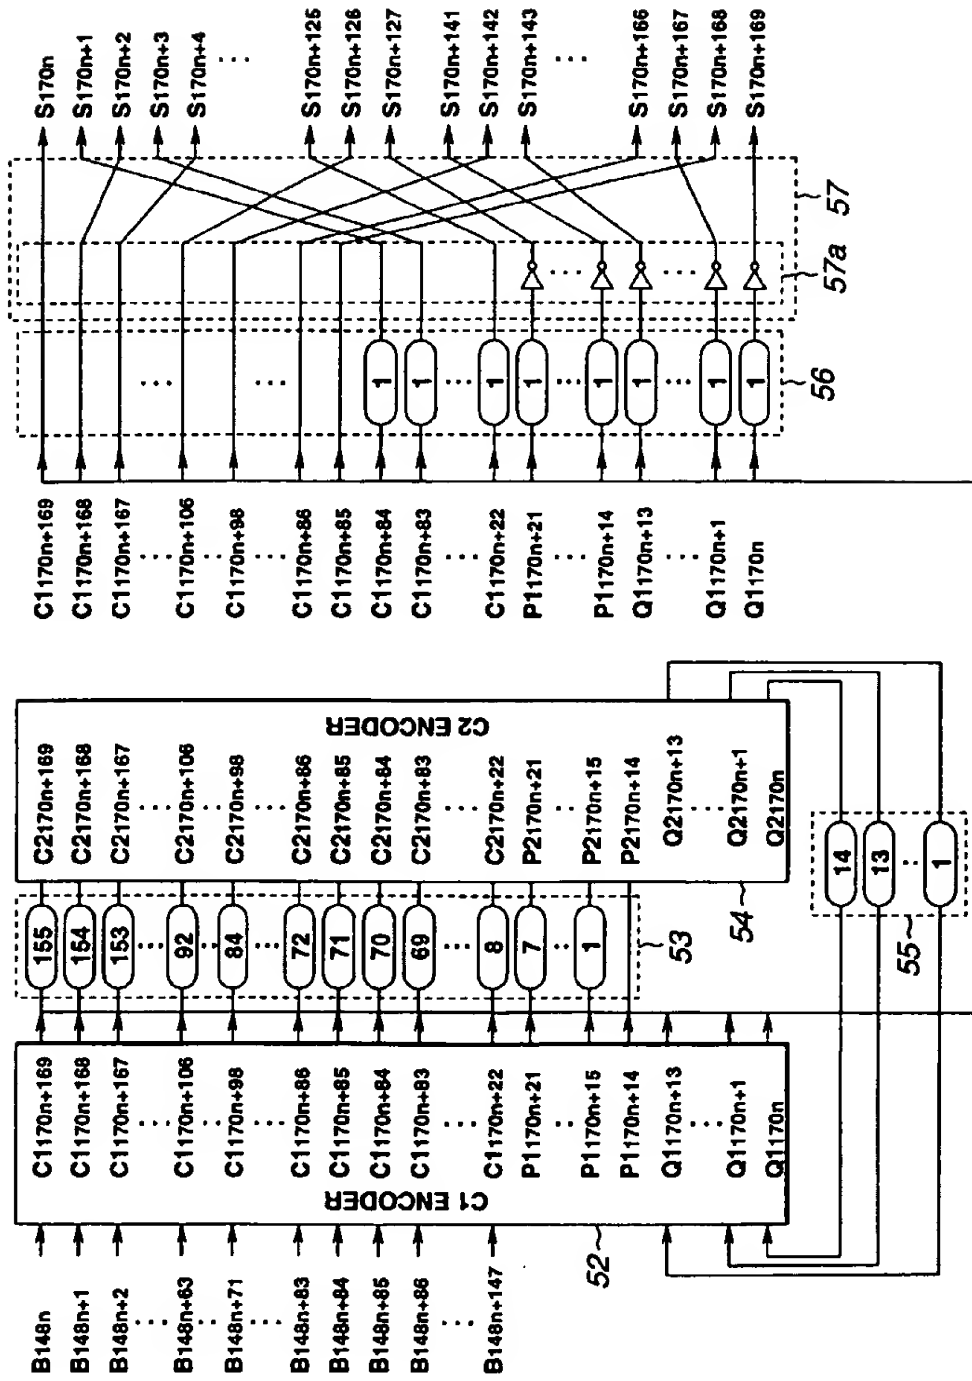 B148n
B148n+1
B148n+2
B148n+63
B148n+71
B148n+83
B148n+84
B148n+85
B148n+86
B148n+147
C1 ENCODER
C1170n+169
C1170n+168
C1170n+167
C1170n+106
C1170n+98
C1170n+86
C1170n+85
C1170n+84
C1170n+83
C1170n+22
P1170n+21
P1170n+15
P1170n+14
Q1170n+13
Q1170n+1
Q1170n
52
155
154
153
92
84
72
71
70
69
8
7
1
53
C2170n+169
C2170n+168
C2170n+167
C2170n+106
C2170n+98
C2170n+86
C2170n+85
C2170n+84
C2170n+83
C2170n+22
P2170n+21
P2170n+15
P2170n+14
Q2170n+13
Q2170n+1
Q2170n
C2 ENCODER
54
14
13
1
55
C1170n+169
C1170n+168
C1170n+167
C1170n+106
C1170n+98
C1170n+86
C1170n+85
C1170n+84
C1170n+83
C1170n+22
P1170n+21
P1170n+14
Q1170n+13
Q1170n+1
Q1170n
1
1
1
1
1
1
1
1
56
57a
57
S170n
S170n+1
S170n+2
S170n+3
S170n+4
S170n+125
S170n+126
S170n+127
S170n+141
S170n+142
S170n+143
S170n+166
S170n+167
S170n+168
S170n+169